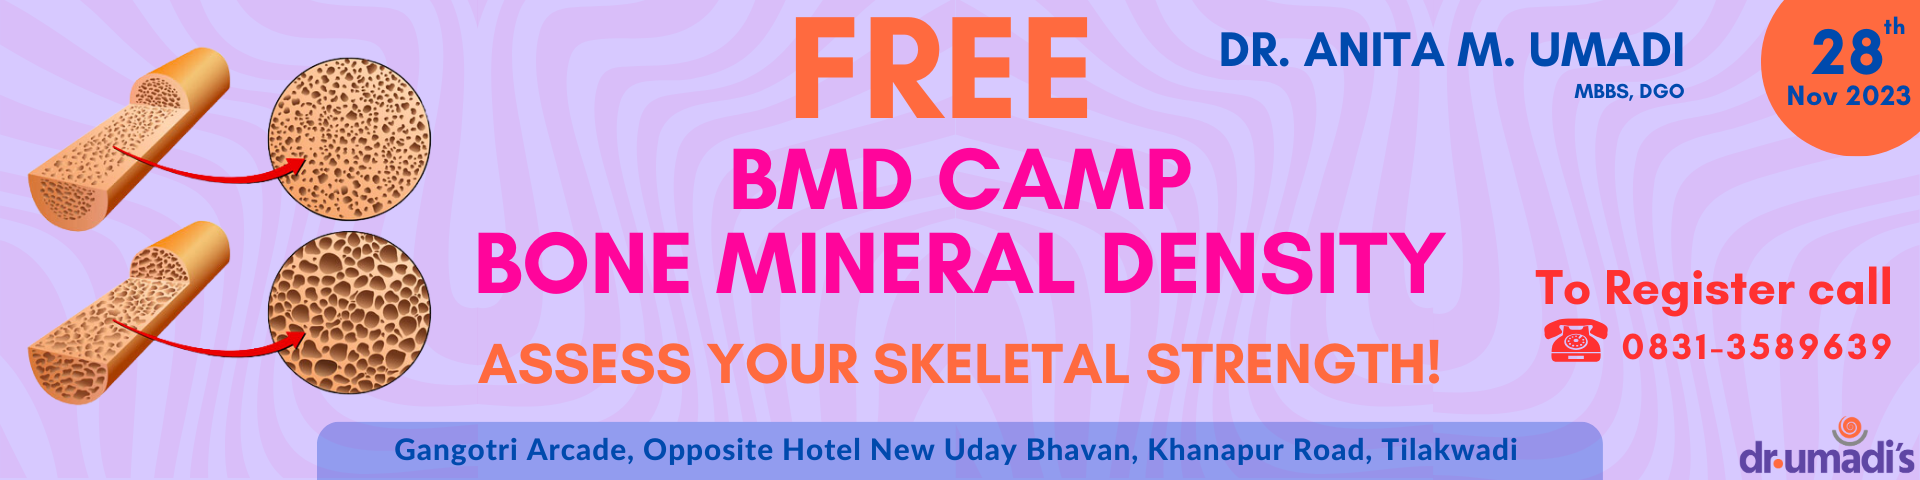 FREE
BMD CAMP
BONE MINERAL DENSITY
ASSESS YOUR SKELETAL STRENGTH!
DR. ANITA M. UMADI
MBBS, DGO
28th
Nov 2023
To Register call
0831-3589639
Gangotri Arcade, Opposite Hotel New Uday Bhavan, Khanapur Road, Tilakwadi
dr.umadi's